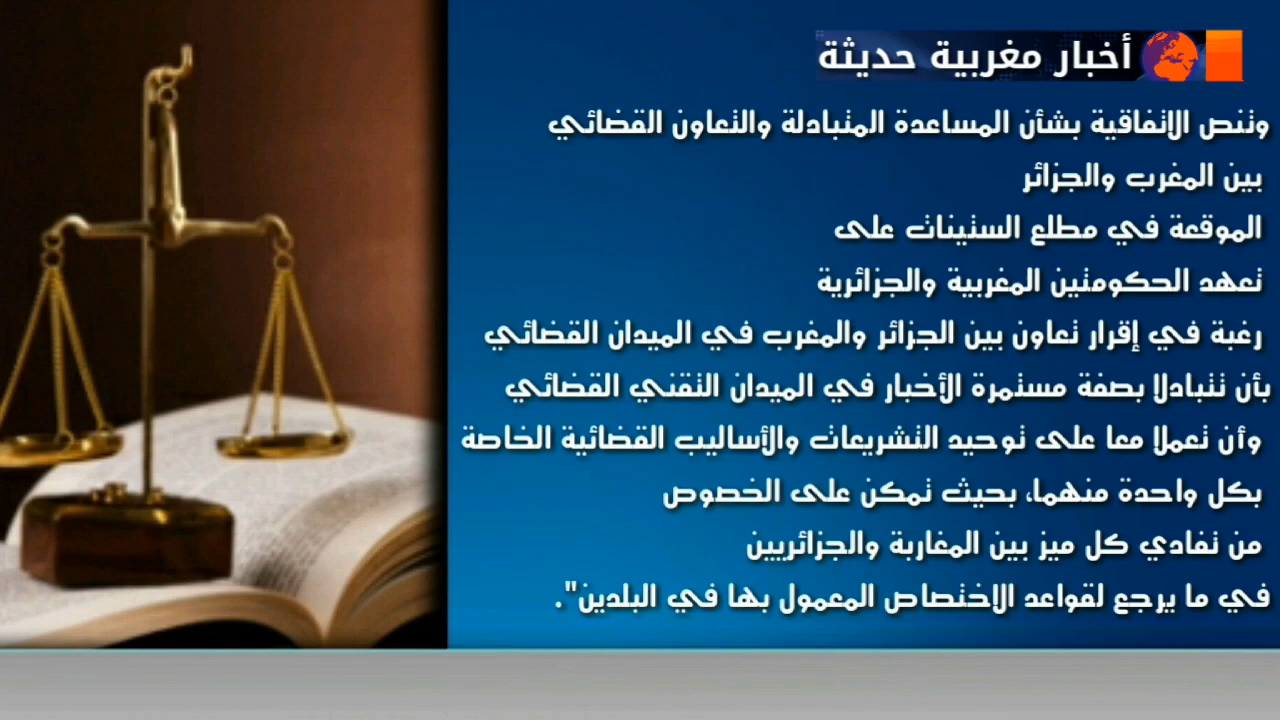 أخبار مغربية حديثة
وتنص الاتفاقية بشأن المساعدة المتبادلة والتعاون القضائي
بين المغرب والجزائر
الموقعة في مطلع الستينات على
تعهد الحكومتين المغربية والجزائرية
رغبة في إقرار تعاون بين الجزائر والمغرب في الميدان القضائي
بأن تتبادلا بصفة مستمرة الأخبار في الميدان التقني القضائي
وأن تعملا معا على توحيد التشريعات والأساليب القضائية الخاصة
بكل واحدة منهما، بحيث تمكن على الخصوص
من تفادي كل ميز بين المغاربة والجزائريين
في ما يرجع لقواعد الاختصاص المعمول بها في البلدين".